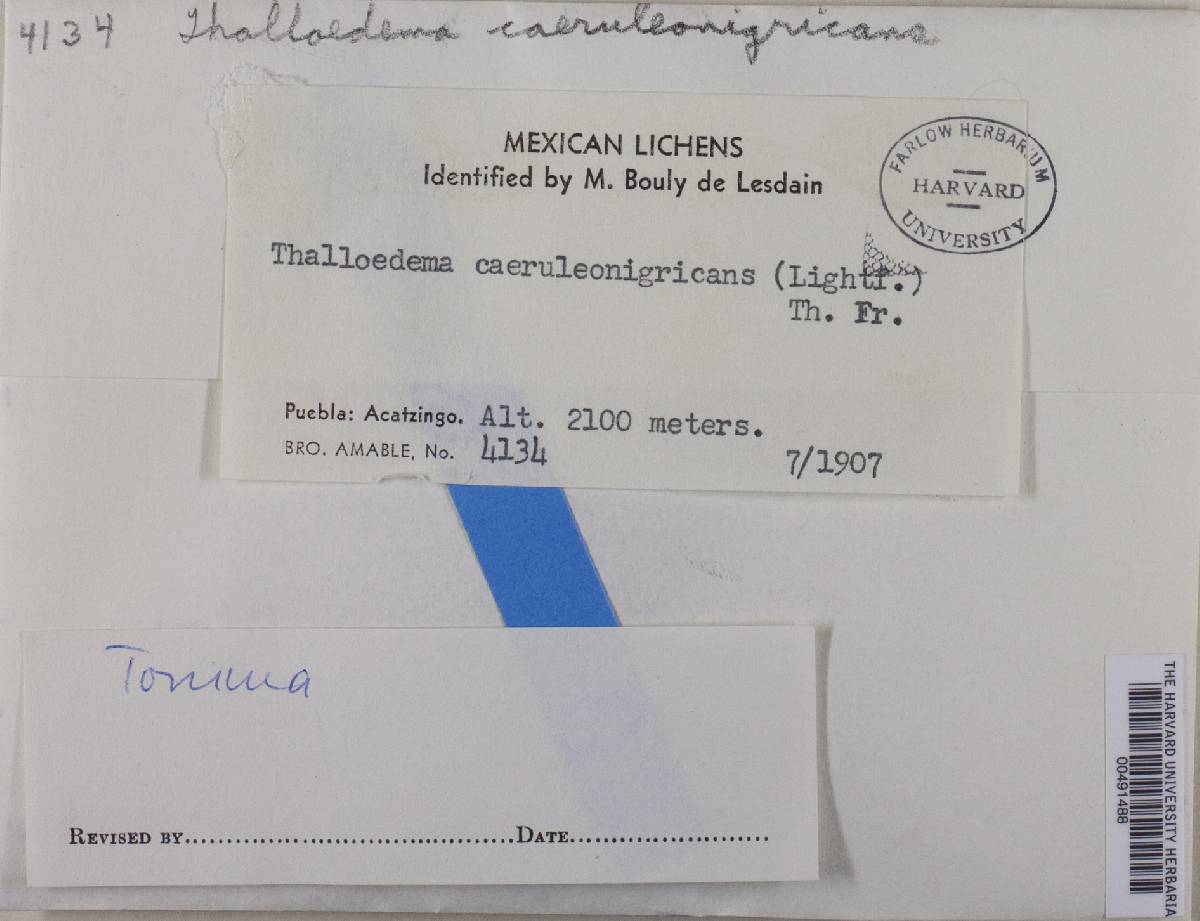 4134 Thalloedema caeruleonigricans
MEXICAN LICHENS
Identified by M. Bouly de Lesdain
FARLOW HERBARIUM
HARVARD
UNIVERSITY
Thalloedema caeruleonigricans (Lightf.)
Th. Fr.
Puebla: Acatzingo. Alt. 2100 meters.
BRO. AMABLE, No. 4134 7/1907
Toninia
REVISED BY........................................DATE........................
THE HARVARD UNIVERSITY HERBARIA
00491488